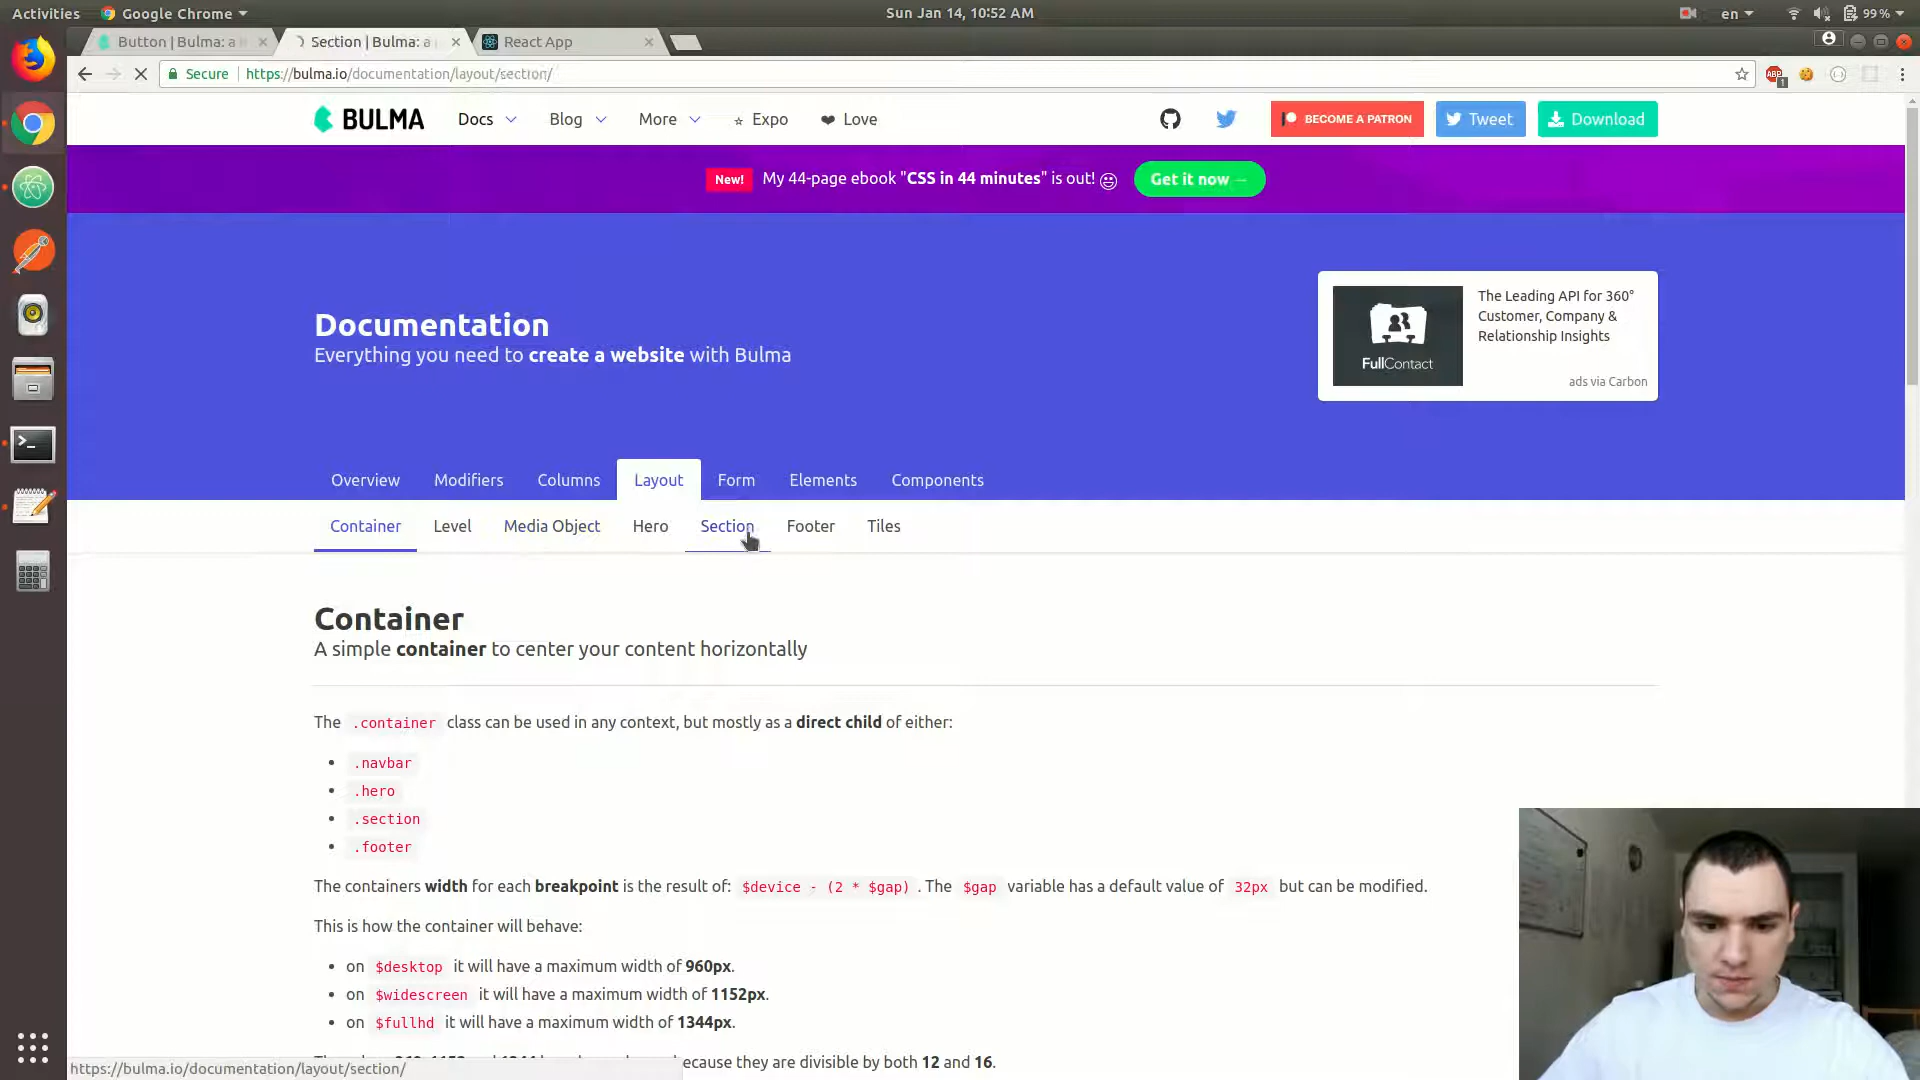 Activities
Google Chrome
Sun Jan 14, 10:52 AM
en
99 %
Button | Bulma: a
Section | Bulma: a
React App
Secure
https://bulma.io/documentation/layout/section/
ABP
1
BULMA
Docs
Blog
More
Expo
Love
BECOME A PATRON
Tweet
Download
New!
My 44-page ebook "CSS in 44 minutes" is out!
Get it now →
Documentation
Everything you need to create a website with Bulma
FullContact
The Leading API for 360°
Customer, Company &
Relationship Insights
ads via Carbon
Overview
Modifiers
Columns
Layout
Form
Elements
Components
Container
Level
Media Object
Hero
Section
Footer
Tiles
Container
A simple container to center your content horizontally
The .container class can be used in any context, but mostly as a direct child of either:
• .navbar
• .hero
• .section
• .footer
The containers width for each breakpoint is the result of: $device - (2 * $gap) . The $gap variable has a default value of 32px but can be modified.
This is how the container will behave:
• on $desktop it will have a maximum width of 960px.
• on $widescreen it will have a maximum width of 1152px.
• on $fullhd it will have a maximum width of 1344px.
because they are divisible by both 12 and 16.
https://bulma.io/documentation/layout/section/